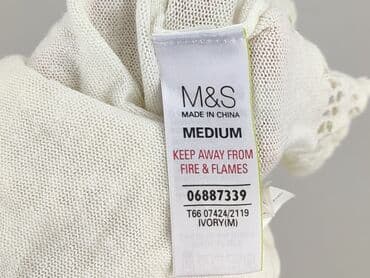 M&S
MADE IN CHINA
MEDIUM
KEEP AWAY FROM
FIRE & FLAMES
06887339
T66 07424/2119
IVORY(M)